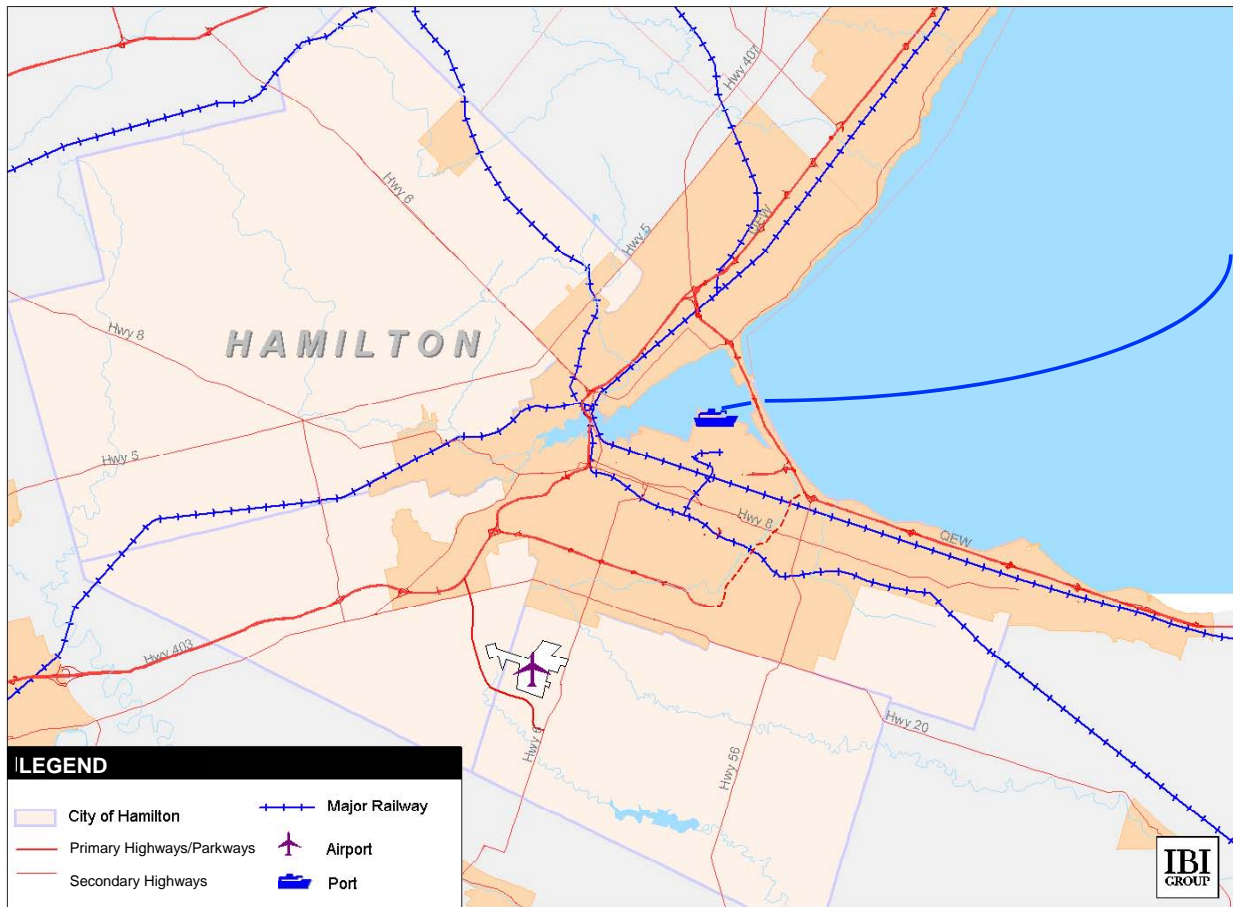 Hwy 407
Hwy 6
QEW
Hwy 5
Hwy 8
HAMILTON
Hwy 5
Hwy 8
QEW
Hwy 403
Hwy 6
Hwy 56
Hwy 20
LEGEND
City of Hamilton
Major Railway
Primary Highways/Parkways
Airport
Secondary Highways
Port
IBI
GROUP